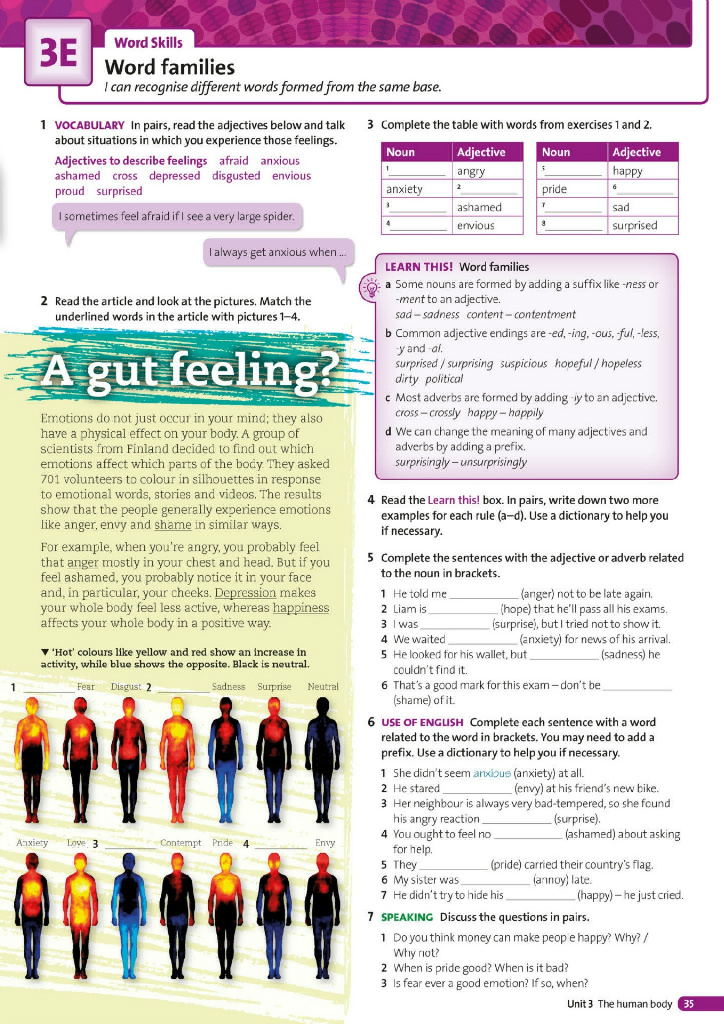 3E
Word Skills
Word families
I can recognise different words formed from the same base.
1 VOCABULARY In pairs, read the adjectives below and talk
about situations in which you experience those feelings.
Adjectives to describe feelings afraid anxious
ashamed cross depressed disgusted envious
proud surprised
I sometimes feel afraid if I see a very large spider.
I always get anxious when ...
2 Read the article and look at the pictures. Match the
underlined words in the article with pictures 1–4.
A gut feeling?
Emotions do not just occur in your mind; they also
have a physical effect on your body. A group of
scientists from Finland decided to find out which
emotions affect which parts of the body. They asked
701 volunteers to colour in silhouettes in response
to emotional words, stories and videos. The results
show that the people generally experience emotions
like anger, envy and shame in similar ways.
For example, when you're angry, you probably feel
that anger mostly in your chest and head. But if you
feel ashamed, you probably notice it in your face
and, in particular, your cheeks. Depression makes
your whole body feel less active, whereas happiness
affects your whole body in a positive way.
▼ 'Hot' colours like yellow and red show an increase in
activity, while blue shows the opposite. Black is neutral.
1 __________ Fear Disgust 2 __________ Sadness Surprise Neutral
Anxiety Love 3 __________ Contempt Pride 4 __________ Envy
3 Complete the table with words from exercises 1 and 2.
Noun Adjective Noun Adjective
1 __________ angry 5 __________ happy
anxiety 2 __________ pride 6 __________
3 __________ ashamed 7 __________ sad
4 __________ envious 8 __________ surprised
LEARN THIS! Word families
a Some nouns are formed by adding a suffix like -ness or
-ment to an adjective.
sad – sadness content – contentment
b Common adjective endings are -ed, -ing, -ous, -ful, -less,
-y and -al.
surprised / surprising suspicious hopeful / hopeless
dirty political
c Most adverbs are formed by adding -ly to an adjective.
cross – crossly happy – happily
d We can change the meaning of many adjectives and
adverbs by adding a prefix.
surprisingly – unsurprisingly
4 Read the Learn this! box. In pairs, write down two more
examples for each rule (a–d). Use a dictionary to help you
if necessary.
5 Complete the sentences with the adjective or adverb related
to the noun in brackets.
1 He told me __________ (anger) not to be late again.
2 Liam is __________ (hope) that he'll pass all his exams.
3 I was __________ (surprise), but I tried not to show it.
4 We waited __________ (anxiety) for news of his arrival.
5 He looked for his wallet, but __________ (sadness) he
couldn't find it.
6 That's a good mark for this exam – don't be __________
(shame) of it.
6 USE OF ENGLISH Complete each sentence with a word
related to the word in brackets. You may need to add a
prefix. Use a dictionary to help you if necessary.
1 She didn't seem anxious (anxiety) at all.
2 He stared __________ (envy) at his friend's new bike.
3 Her neighbour is always very bad-tempered, so she found
his angry reaction __________ (surprise).
4 You ought to feel no __________ (ashamed) about asking
for help.
5 They __________ (pride) carried their country's flag.
6 My sister was __________ (annoy) late.
7 He didn't try to hide his __________ (happy) – he just cried.
7 SPEAKING Discuss the questions in pairs.
1 Do you think money can make people happy? Why? /
Why not?
2 When is pride good? When is it bad?
3 Is fear ever a good emotion? If so, when?
Unit 3 The human body 35